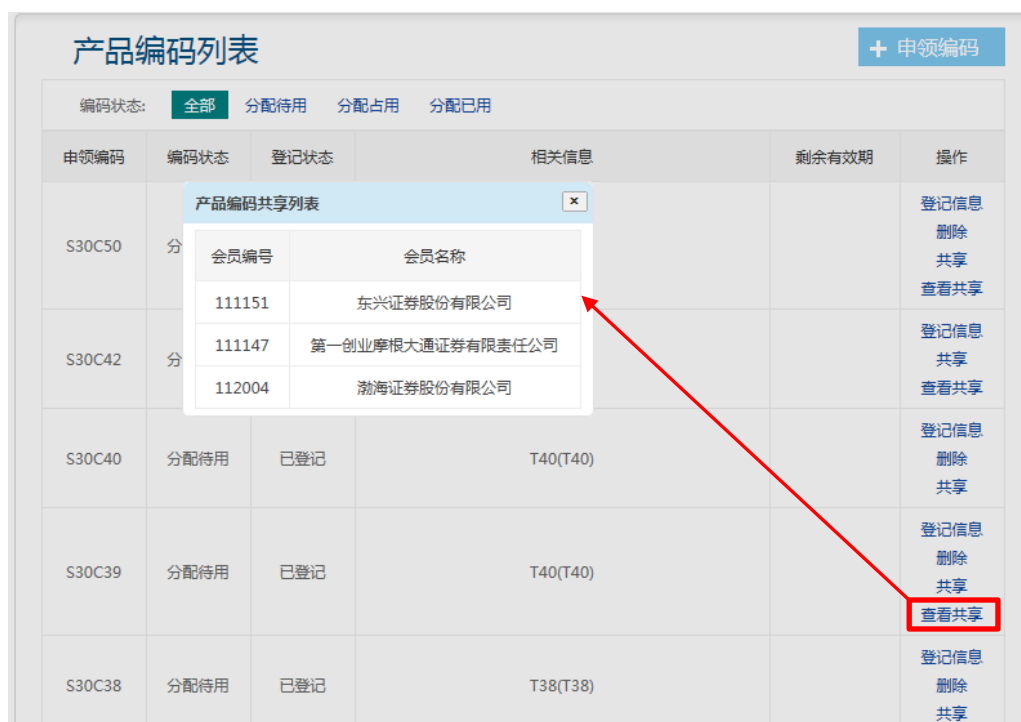 产品编码列表
+ 申领编码
编码状态: 全部 分配待用 分配占用 分配已用
申领编码 编码状态 登记状态 相关信息 剩余有效期 操作
产品编码共享列表 x
会员编号 会员名称
111151 东兴证券股份有限公司
111147 第一创业摩根大通证券有限责任公司
112004 渤海证券股份有限公司
S30C50 分
登记信息
删除
共享
查看共享
S30C42 分
登记信息
共享
查看共享
S30C40 分配待用 已登记 T40(T40)
登记信息
删除
共享
S30C39 分配待用 已登记 T40(T40)
登记信息
删除
共享
查看共享
S30C38 分配待用 已登记 T38(T38)
登记信息
删除
共享